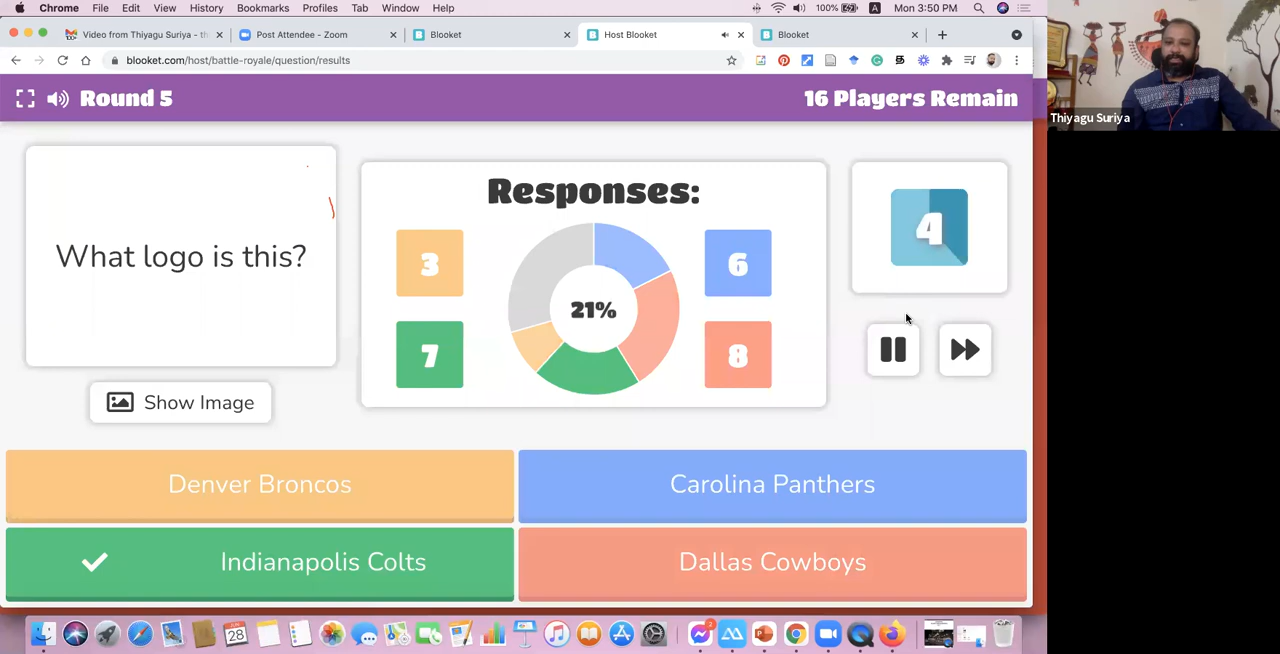 Chrome File Edit View History Bookmarks Profiles Tab Window Help 100% A Mon 3:50 PM
Video from Thiyagu Suriya - th Post Attendee - Zoom Blooket Host Blooket Blooket
blooket.com/host/battle-royale/question/results
Round 5 16 Players Remain
Thiyagu Suriya
What logo is this?
Show Image
Responses:
3 6
21%
7 8
4
Denver Broncos Carolina Panthers
Indianapolis Colts Dallas Cowboys
28
2